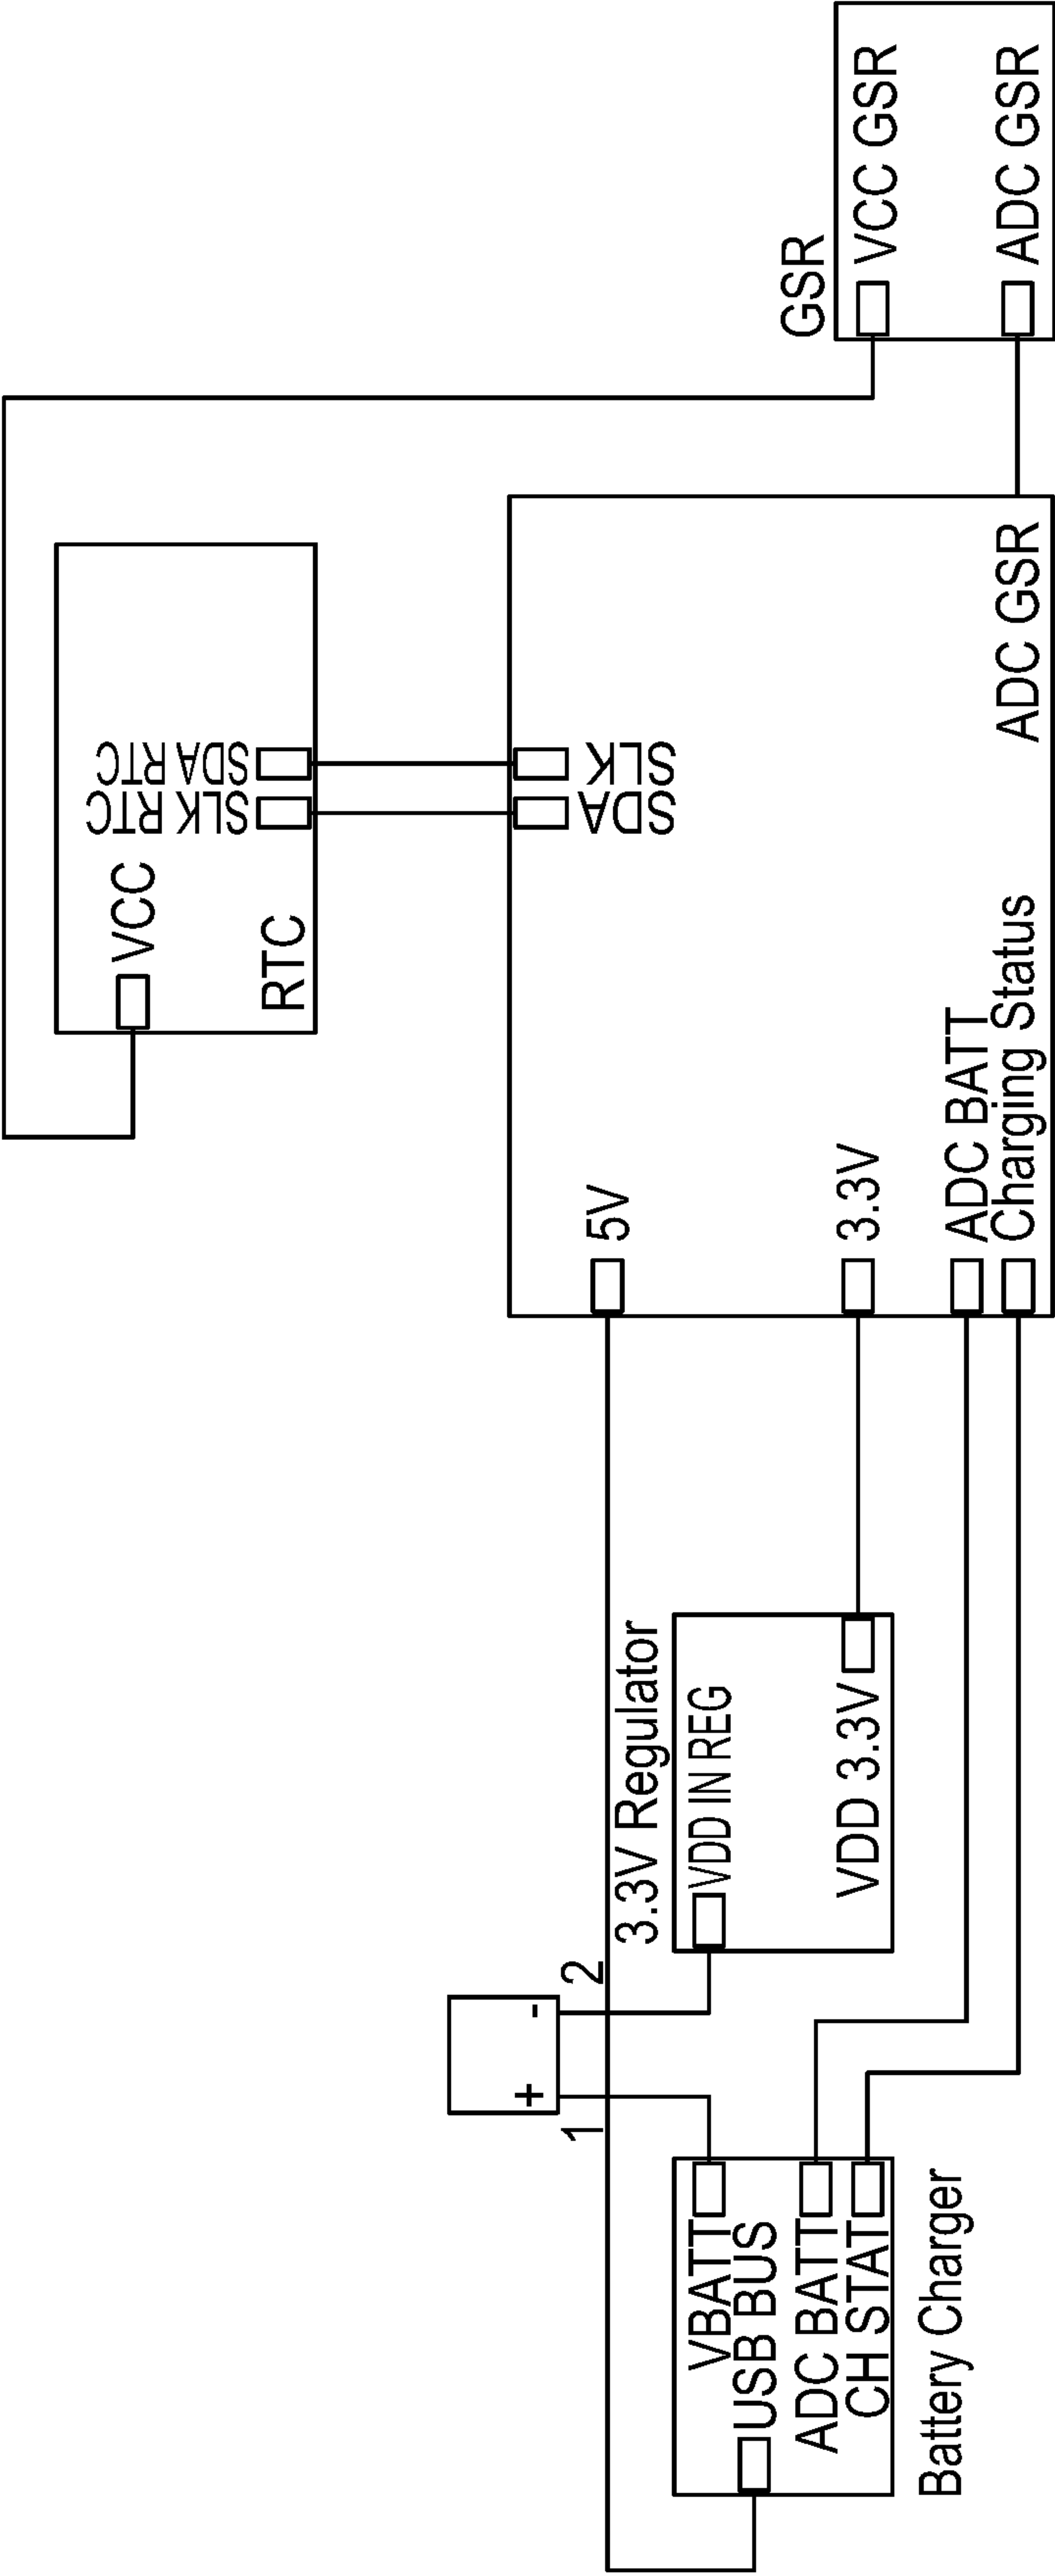 VCC
RTC
SLK RTC
SDA RTC
GSR
VCC GSR
ADC GSR
SDA
SLK
5V
3.3V
ADC BATT
Charging Status
ADC GSR
+
-
1
2
3.3V Regulator
VDD IN REG
VDD 3.3V
VBATT
USB BUS
ADC BATT
CH STAT
Battery Charger